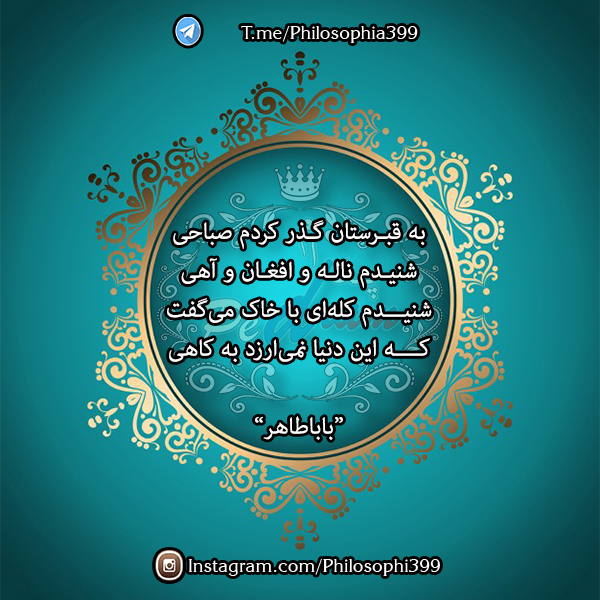 T.me/Philosophia399
به قبرستان گذر کردم صباحی
شنیدم ناله و افغان و آهی
شنیدم کله‌ای با خاک می‌گفت
که این دنیا نمی‌ارزد به کاهی
”باباطاهر“
Instagram.com/Philosophi399